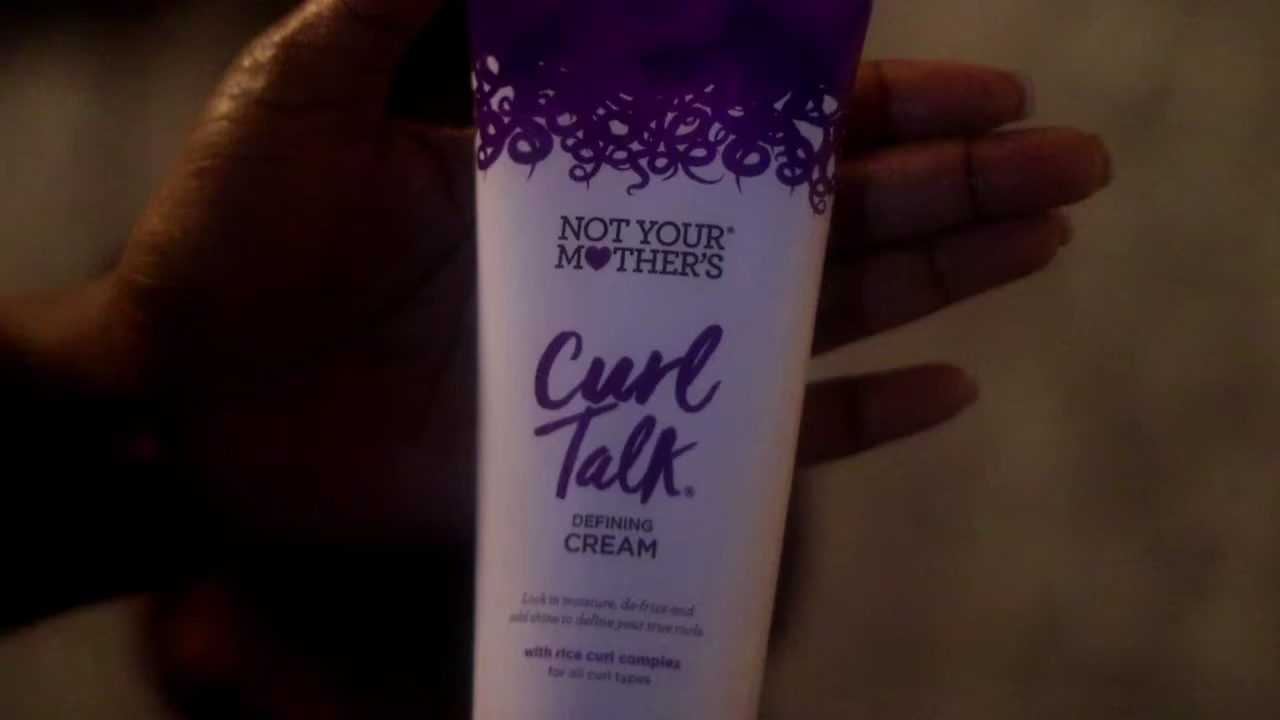 NOT YOUR®
MOTHER'S
Curl
Talk®
DEFINING
CREAM
Lock in moisture, de-frizz and
add shine to define your true curls
with rice curl complex
for all curl types